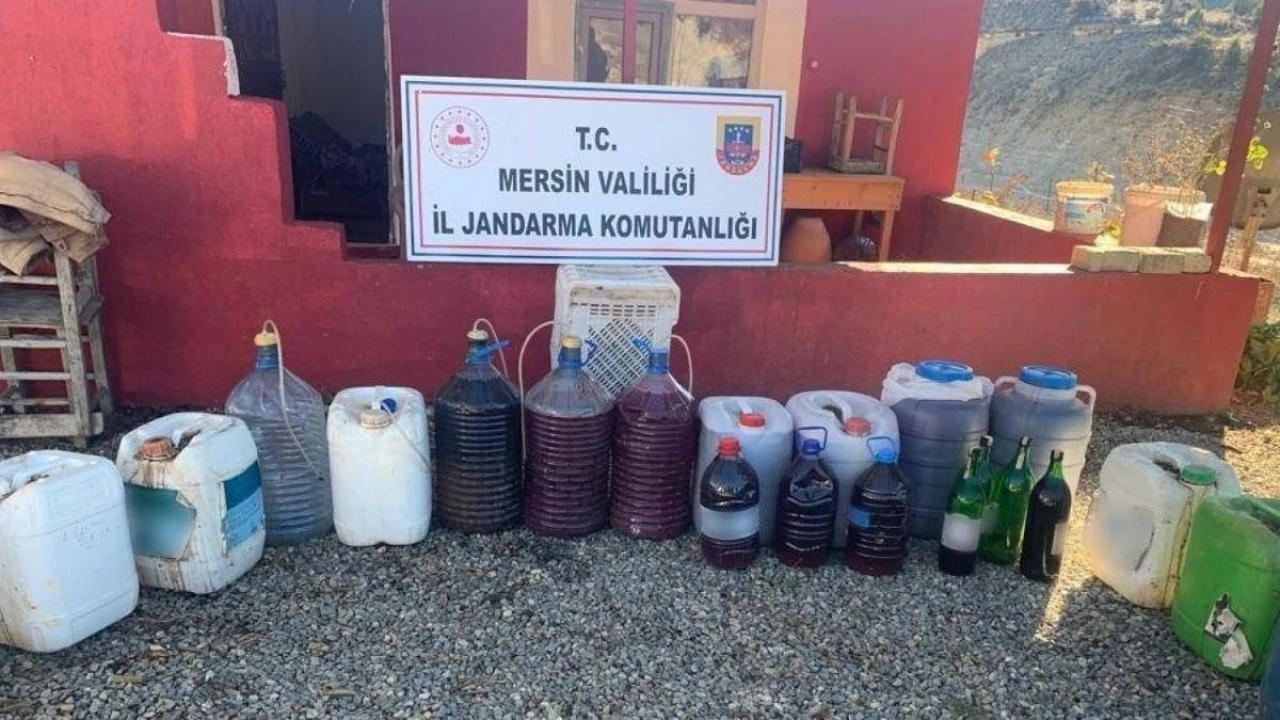 T.C.
MERSİN VALİLİĞİ
İL JANDARMA KOMUTANLIĞI